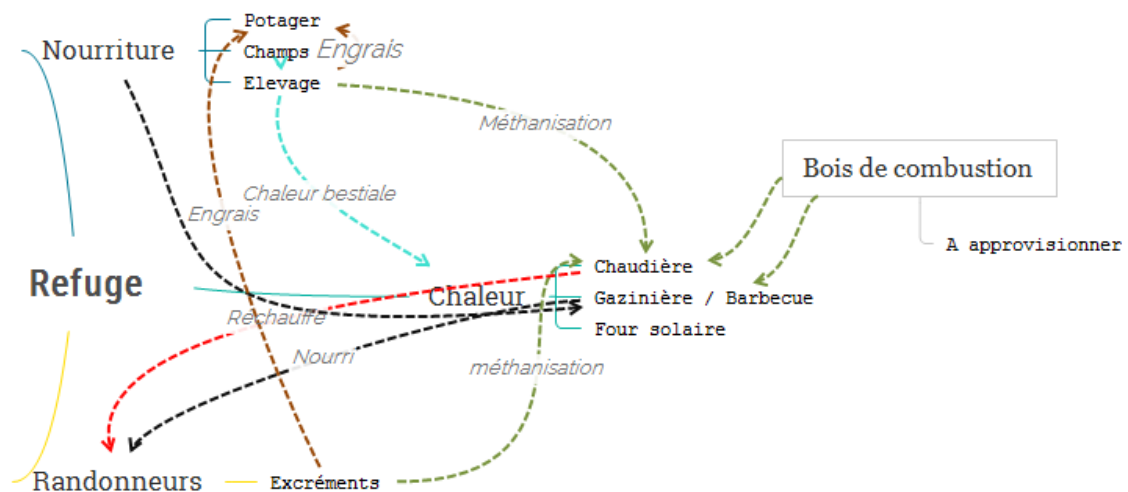 Potager
Nourriture
Champs
Engrais
Elevage
Méthanisation
Bois de combustion
Chaleur bestiale
Engrais
A approvisionner
Chaudière
Refuge
Chaleur
Gazinière / Barbecue
Réchauffe
Four solaire
Nourri
méthanisation
Randonneurs
Excréments